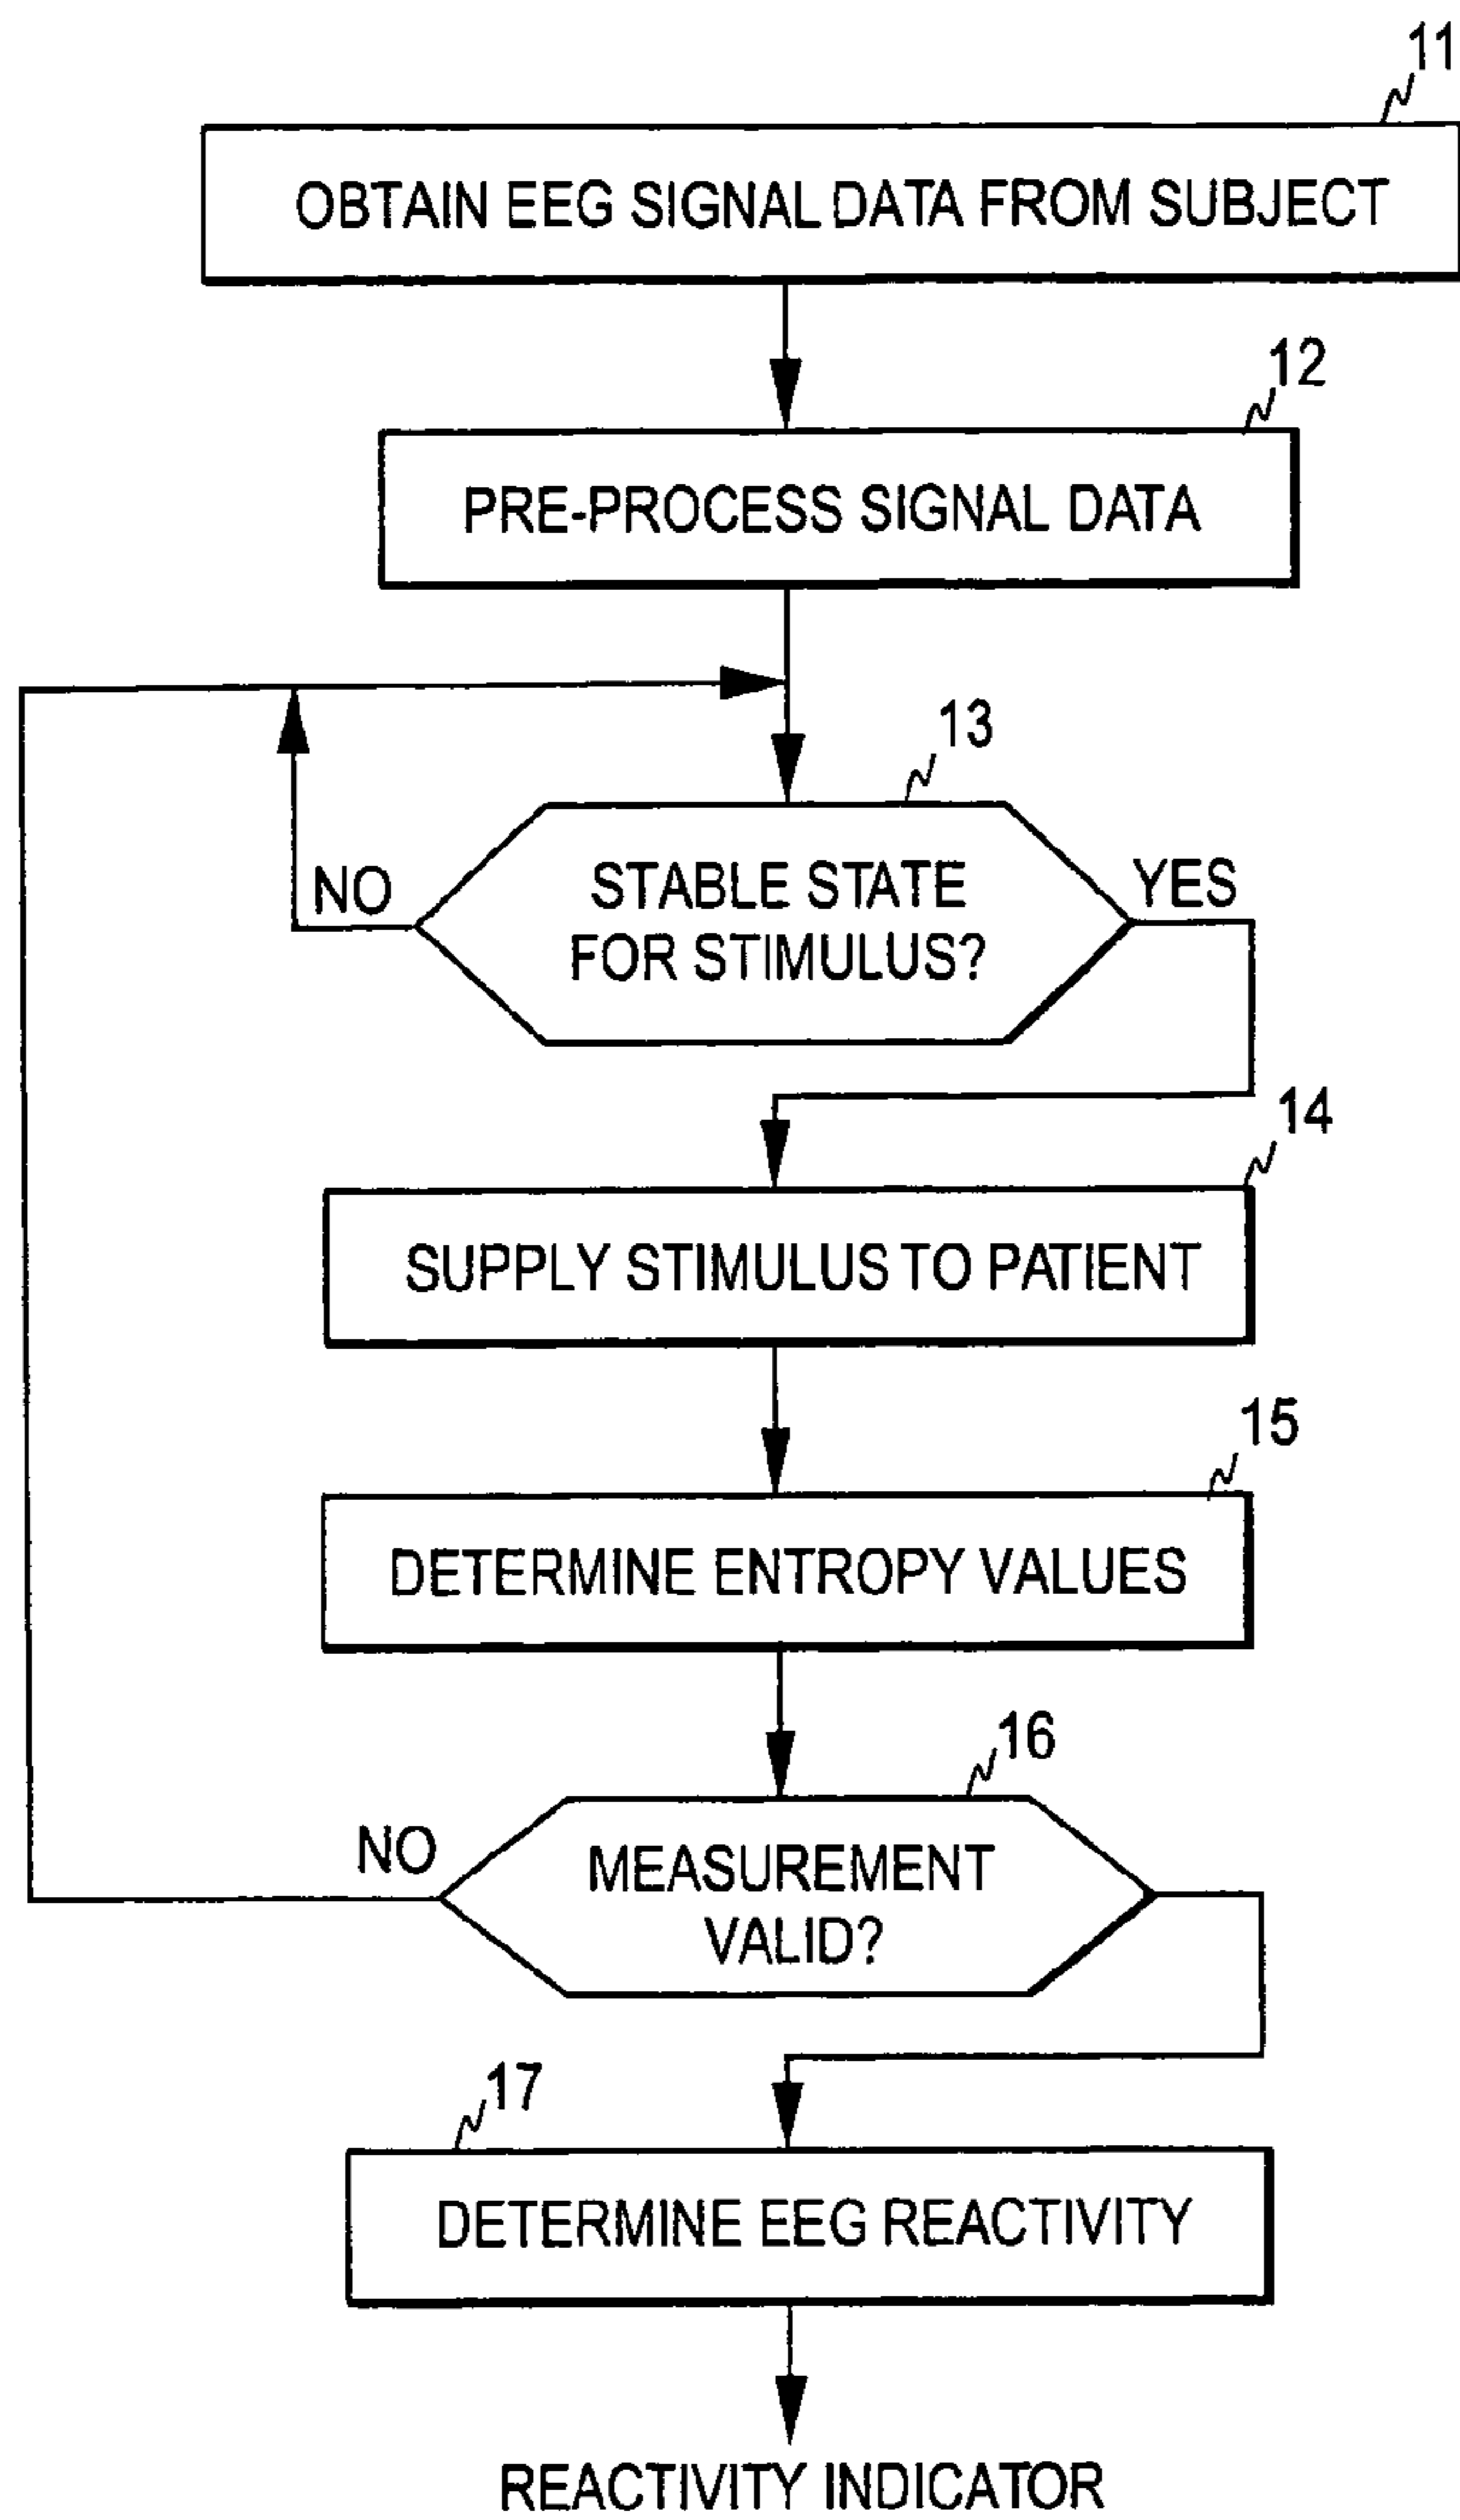 11
OBTAIN EEG SIGNAL DATA FROM SUBJECT
12
PRE-PROCESS SIGNAL DATA
13
NO
STABLE STATE
FOR STIMULUS?
YES
14
SUPPLY STIMULUS TO PATIENT
15
DETERMINE ENTROPY VALUES
16
NO
MEASUREMENT
VALID?
17
DETERMINE EEG REACTIVITY
REACTIVITY INDICATOR